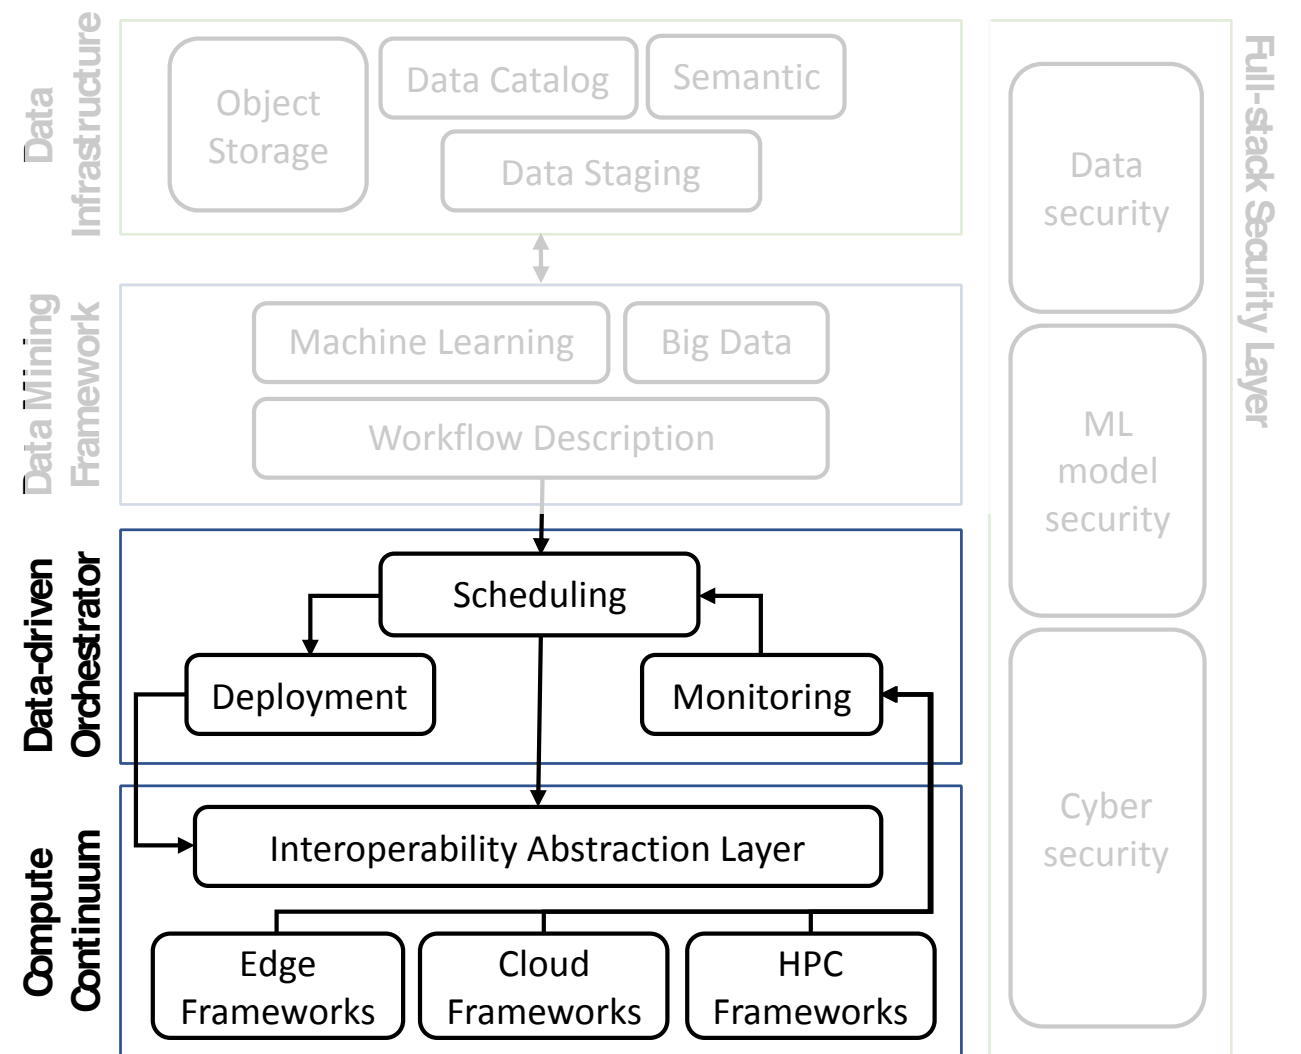 Data
Infrastructure
Object
Storage
Data Catalog
Semantic
Data Staging
Data Mining
Framework
Machine Learning
Big Data
Workflow Description
Data-driven
Orchestrator
Scheduling
Deployment
Monitoring
Compute
Continuum
Interoperability Abstraction Layer
Edge
Frameworks
Cloud
Frameworks
HPC
Frameworks
Full-stack Security Layer
Data
security
ML
model
security
Cyber
security